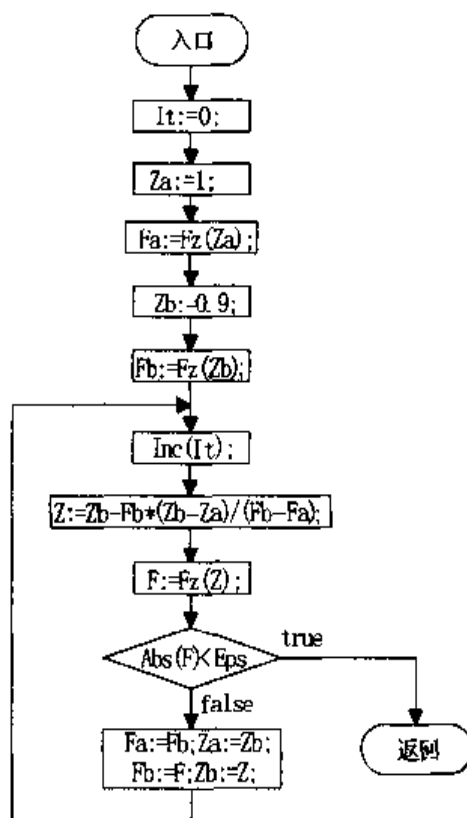 入口
It:=0;
Za:=1;
Fa:=Fz(Za);
Zb:-0.9;
Fb:=Fz(Zb);
Inc(It);
Z:=Zb-Fb*(Zb-Za)/(Fb-Fa);
F:=Fz(Z);
Abs(F)<Eps
true
false
Fa:=Fb;Za:=Zb;
Fb:=F;Zb:=Z;
返回